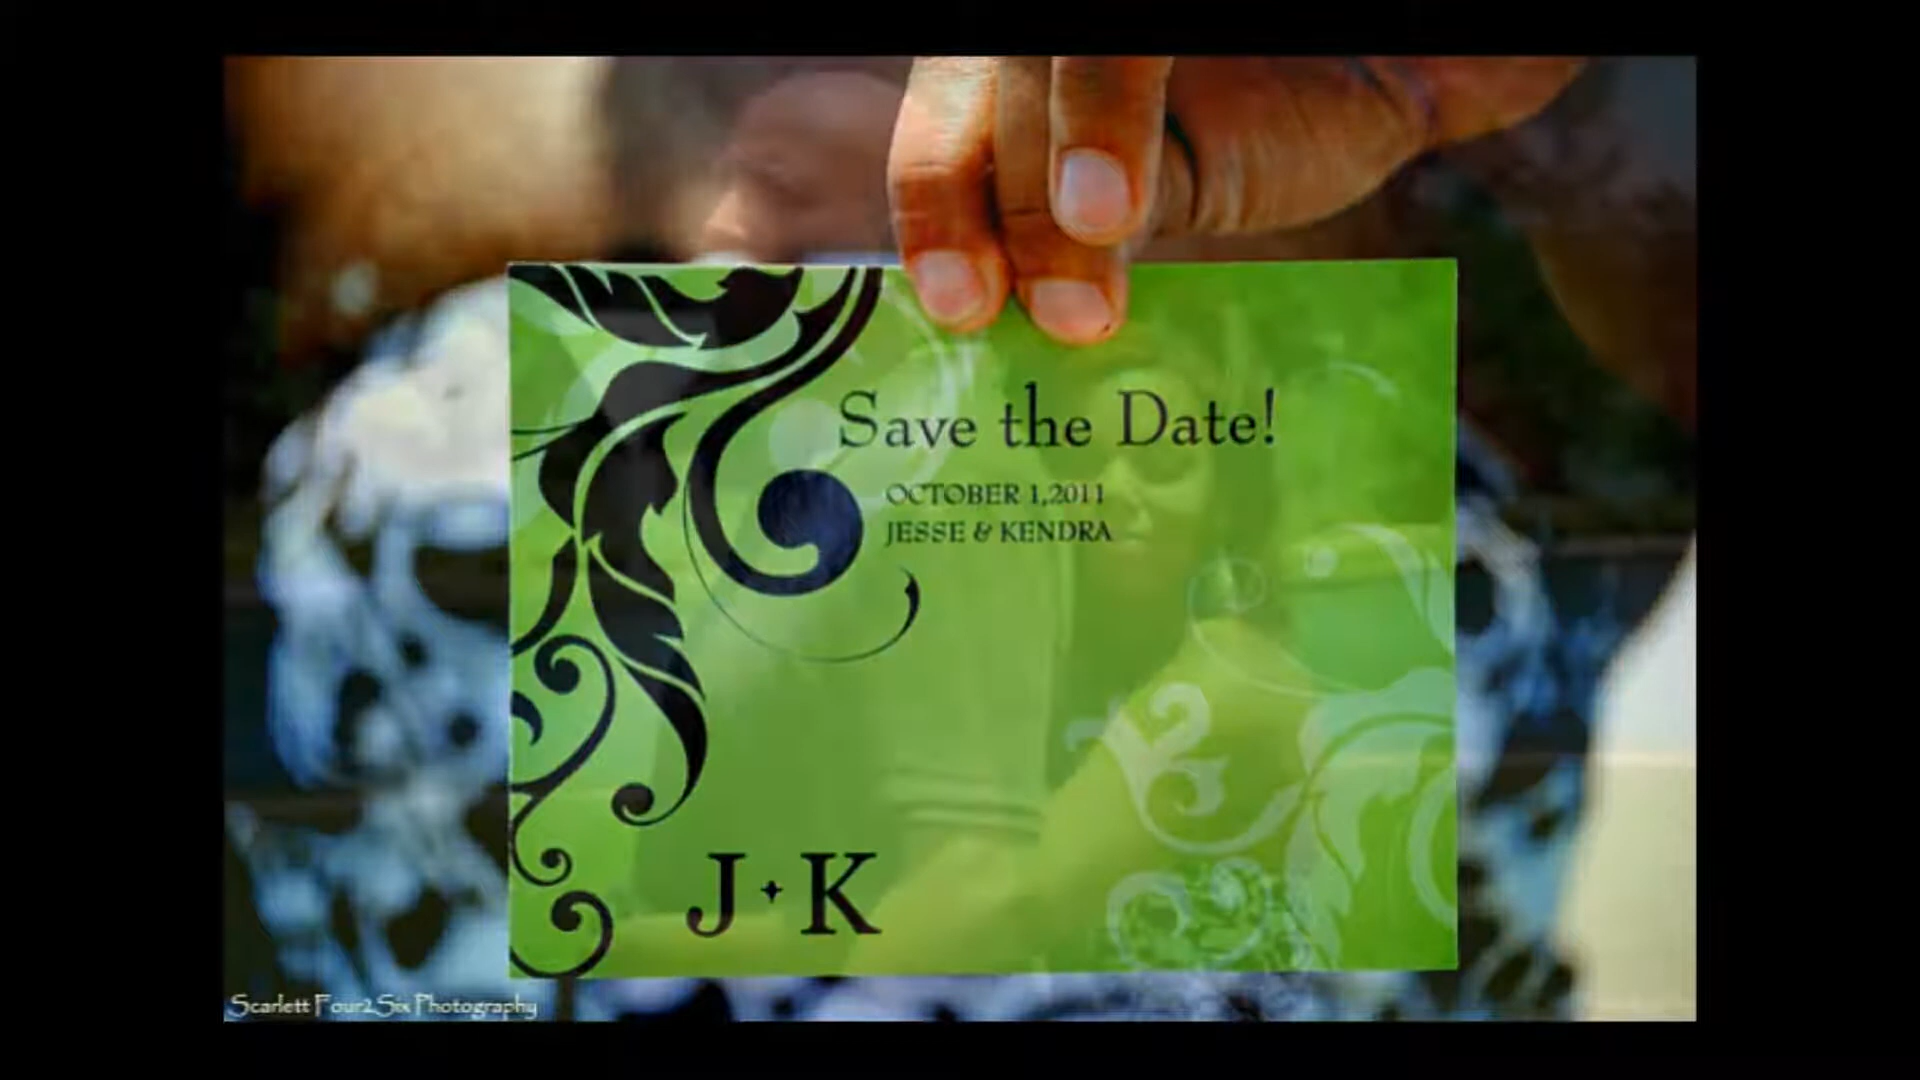 Save the Date!
OCTOBER 1,2011
JESSE & KENDRA
J + K
Scarlett Four2Six Photography